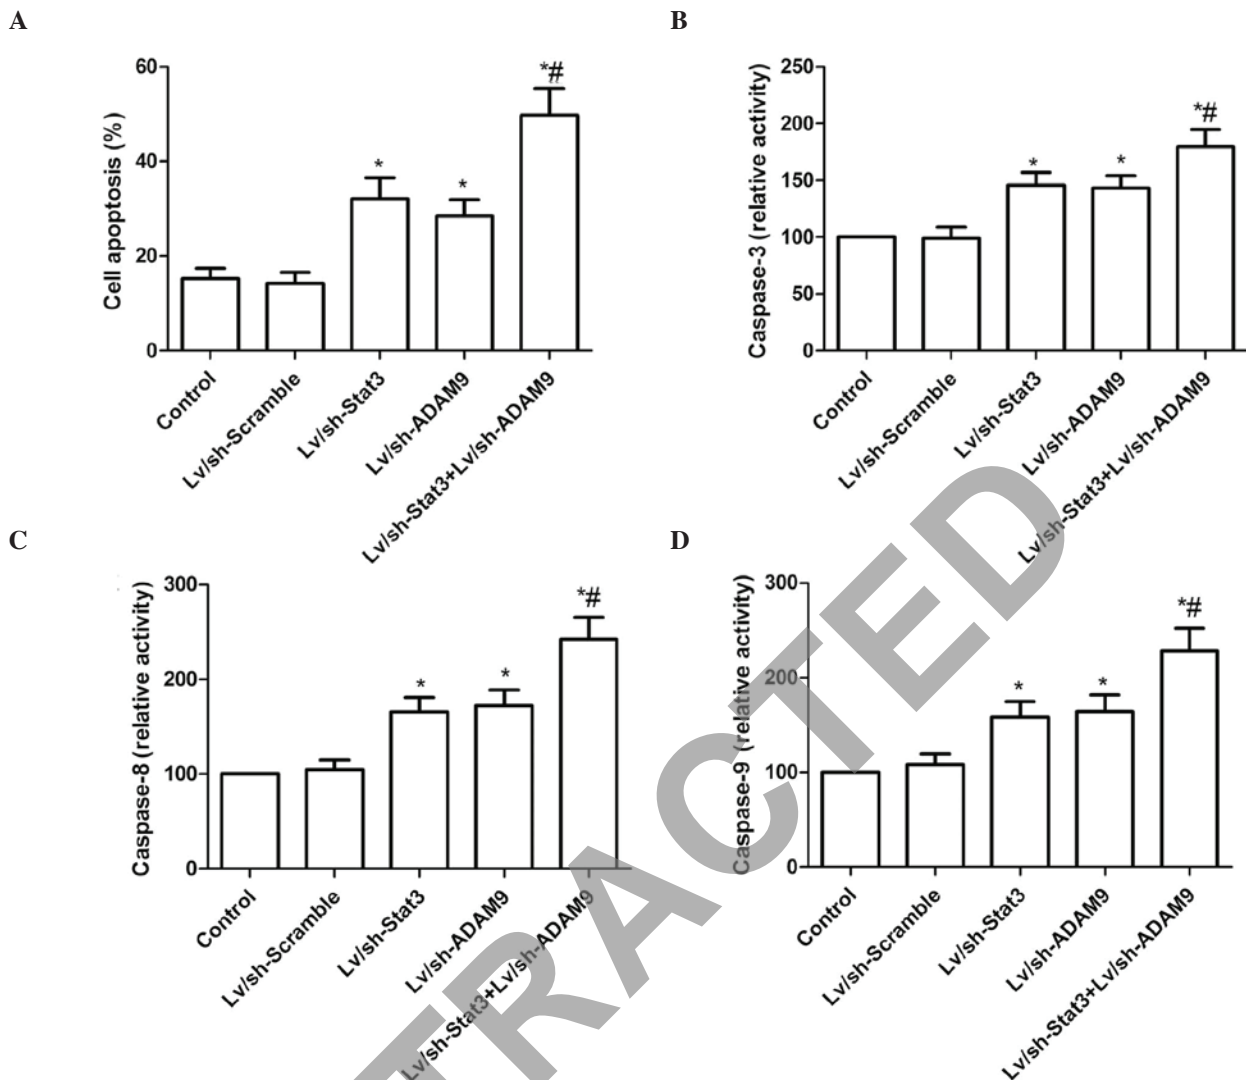 A
Cell apoptosis (%)
60
40
20
0
*
*
*#
Control
Lv/sh-Scramble
Lv/sh-Stat3
Lv/sh-ADAM9
Lv/sh-Stat3+Lv/sh-ADAM9
B
Caspase-3 (relative activity)
250
200
150
100
50
0
*
*
*#
Control
Lv/sh-Scramble
Lv/sh-Stat3
Lv/sh-ADAM9
Lv/sh-Stat3+Lv/sh-ADAM9
C
Caspase-8 (relative activity)
300
200
100
0
*
*
*#
Control
Lv/sh-Scramble
Lv/sh-Stat3
Lv/sh-ADAM9
Lv/sh-Stat3+Lv/sh-ADAM9
D
Caspase-9 (relative activity)
300
200
100
0
*
*
*#
Control
Lv/sh-Scramble
Lv/sh-Stat3
Lv/sh-ADAM9
Lv/sh-Stat3+Lv/sh-ADAM9
TRACTED